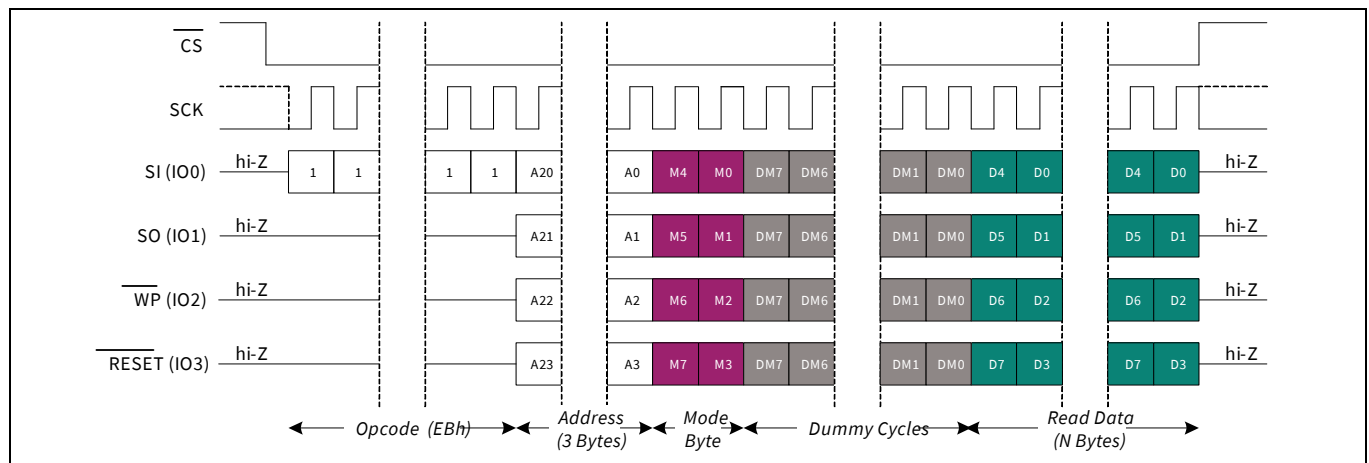 CS
SCK
SI (IO0) hi-Z 1 1 1 1 A20 A0 M4 M0 DM7 DM6 DM1 DM0 D4 D0 D4 D0 hi-Z
SO (IO1) hi-Z A21 A1 M5 M1 DM7 DM6 DM1 DM0 D5 D1 D5 D1 hi-Z
WP (IO2) hi-Z A22 A2 M6 M2 DM7 DM6 DM1 DM0 D6 D2 D6 D2 hi-Z
RESET (IO3) hi-Z A23 A3 M7 M3 DM7 DM6 DM1 DM0 D7 D3 D7 D3 hi-Z
Opcode (EBh) Address Mode Dummy Cycles Read Data
(3 Bytes) Byte (N Bytes)